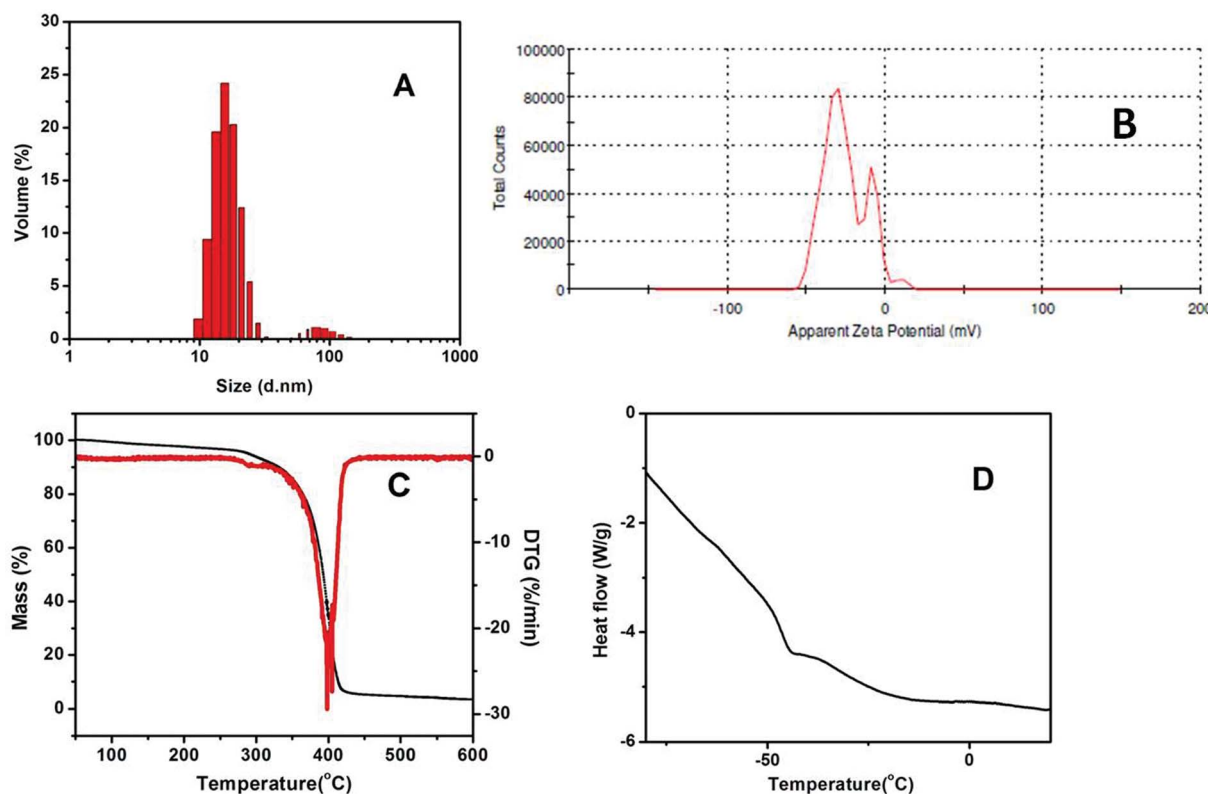 A
Volume (%)
30
25
20
15
10
5
0
1 10 100 1000
Size (d.nm)
B
Total Counts
100000
80000
60000
40000
20000
0
-100 0 100 200
Apparent Zeta Potential (mV)
C
Mass (%)
100
80
60
40
20
0
DTG (%/min)
0
-10
-20
-30
100 200 300 400 500 600
Temperature(°C)
D
Heat flow (W/g)
0
-2
-4
-6
-50 0
Temperature(°C)